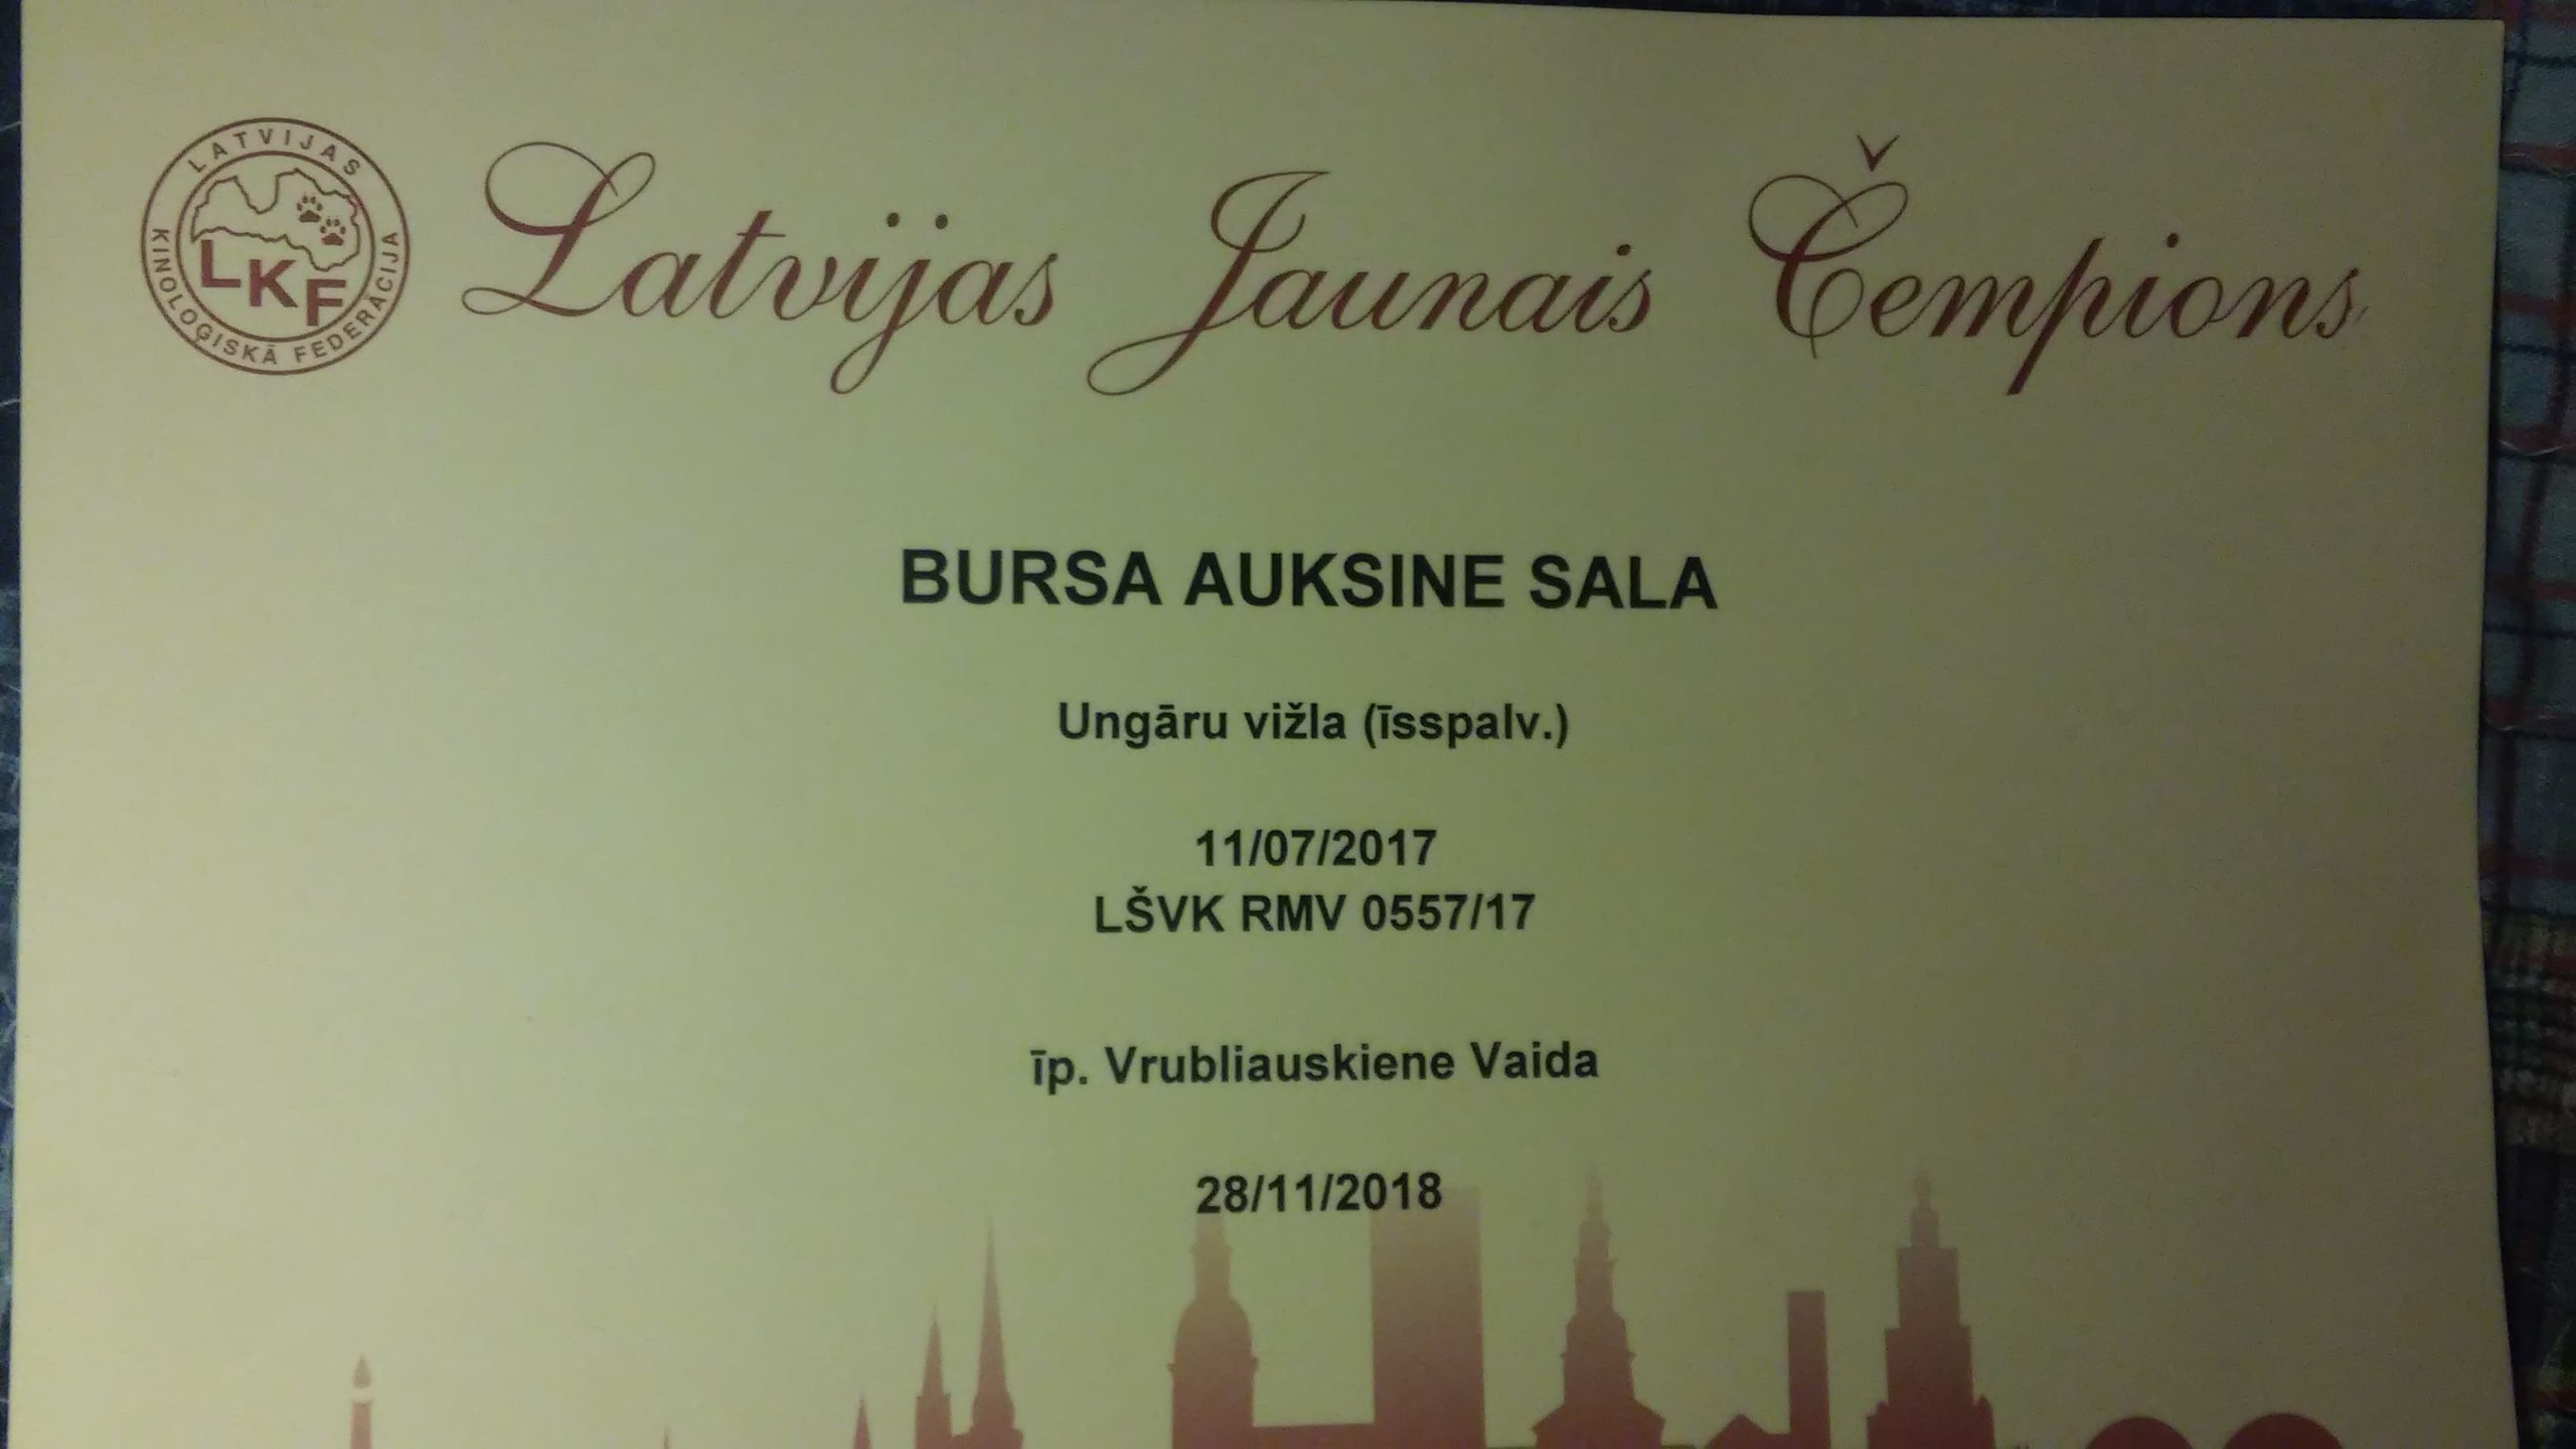 LATVIJAS
KINOLOĢISKĀ FEDERĀCIJA
LKF
Latvijas Jaunais Čempions
BURSA AUKSINE SALA
Ungāru vižla (īsspalv.)
11/07/2017
LŠVK RMV 0557/17
īp. Vrubliauskiene Vaida
28/11/2018